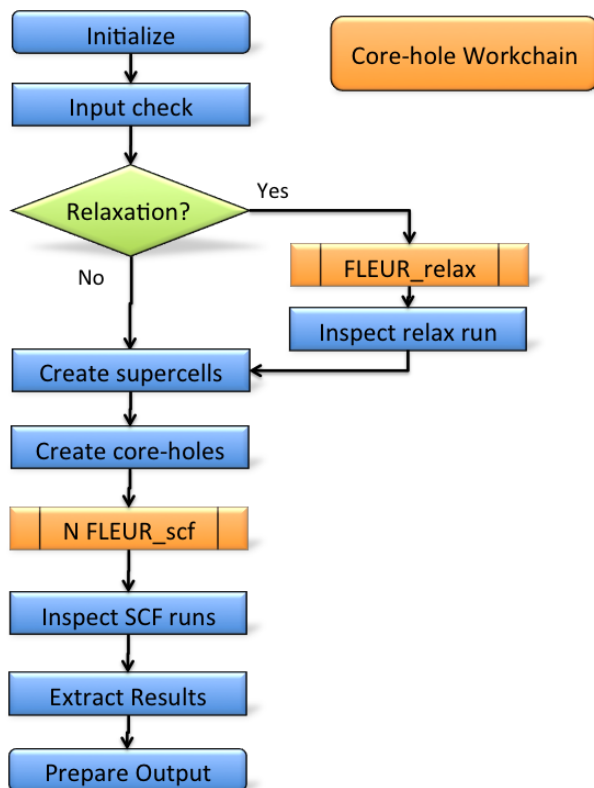 Initialize
Core-hole Workchain
Input check
Relaxation?
Yes
No
FLEUR_relax
Inspect relax run
Create supercells
Create core-holes
N FLEUR_scf
Inspect SCF runs
Extract Results
Prepare Output